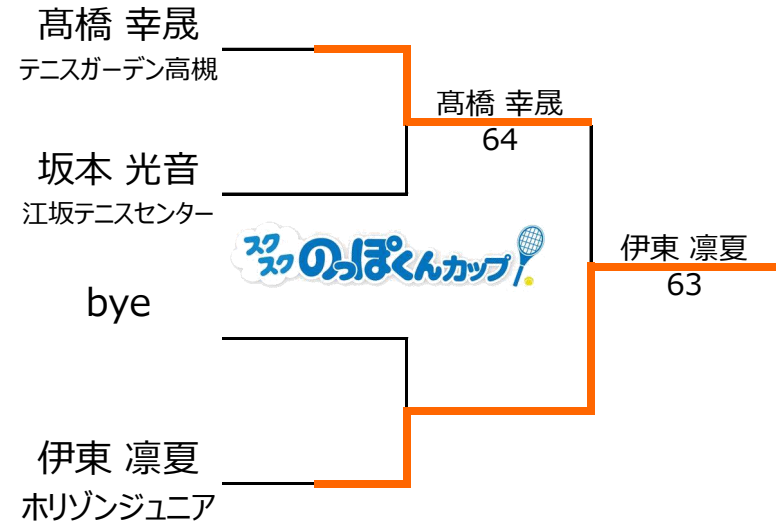 髙橋 幸晟
テニスガーデン高槻
髙橋 幸晟
64
坂本 光音
江坂テニスセンター
スクスク のっぽくんカップ
伊東 凛夏
63
bye
伊東 凛夏
ホリゾンジュニア